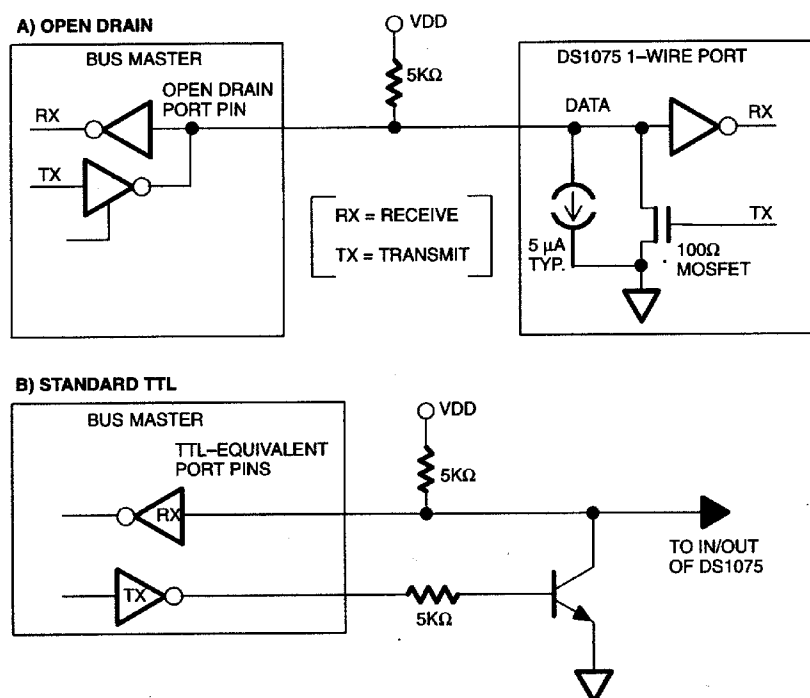 A) OPEN DRAIN
BUS MASTER
RX
OPEN DRAIN
PORT PIN
TX
VDD
5KΩ
RX = RECEIVE
TX = TRANSMIT
DS1075 1–WIRE PORT
DATA
RX
TX
5 µA
TYP.
100Ω
MOSFET
B) STANDARD TTL
BUS MASTER
TTL–EQUIVALENT
PORT PINS
RX
TX
VDD
5KΩ
5KΩ
TO IN/OUT
OF DS1075